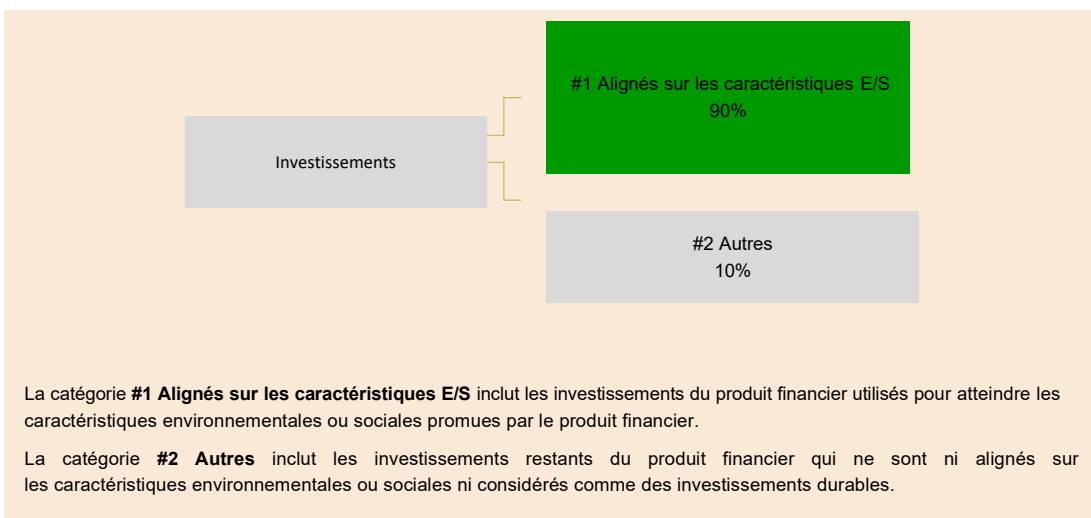 #1 Alignés sur les caractéristiques E/S
90%
Investissements
#2 Autres
10%
La catégorie #1 Alignés sur les caractéristiques E/S inclut les investissements du produit financier utilisés pour atteindre les
caractéristiques environnementales ou sociales promues par le produit financier.
La catégorie #2 Autres inclut les investissements restants du produit financier qui ne sont ni alignés sur
les caractéristiques environnementales ou sociales ni considérés comme des investissements durables.